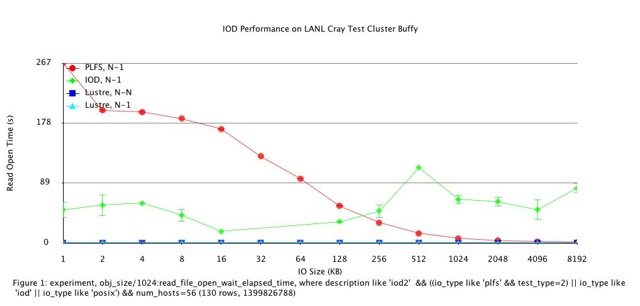 IOD Performance on LANL Cray Test Cluster Buffy
267
PLFS, N-1
IOD, N-1
Lustre, N-N
Lustre, N-1
178
89
0
Read Open Time (s)
1 2 4 8 16 32 64 128 256 512 1024 2048 4096 8192
IO Size (KB)
Figure 1: experiment, obj_size/1024:read_file_open_wait_elapsed_time, where description like 'iod2' && ((io_type like 'plfs' && test_type=2) || io_type like
'iod' || io_type like 'posix') && num_hosts=56 (130 rows, 1399826788)